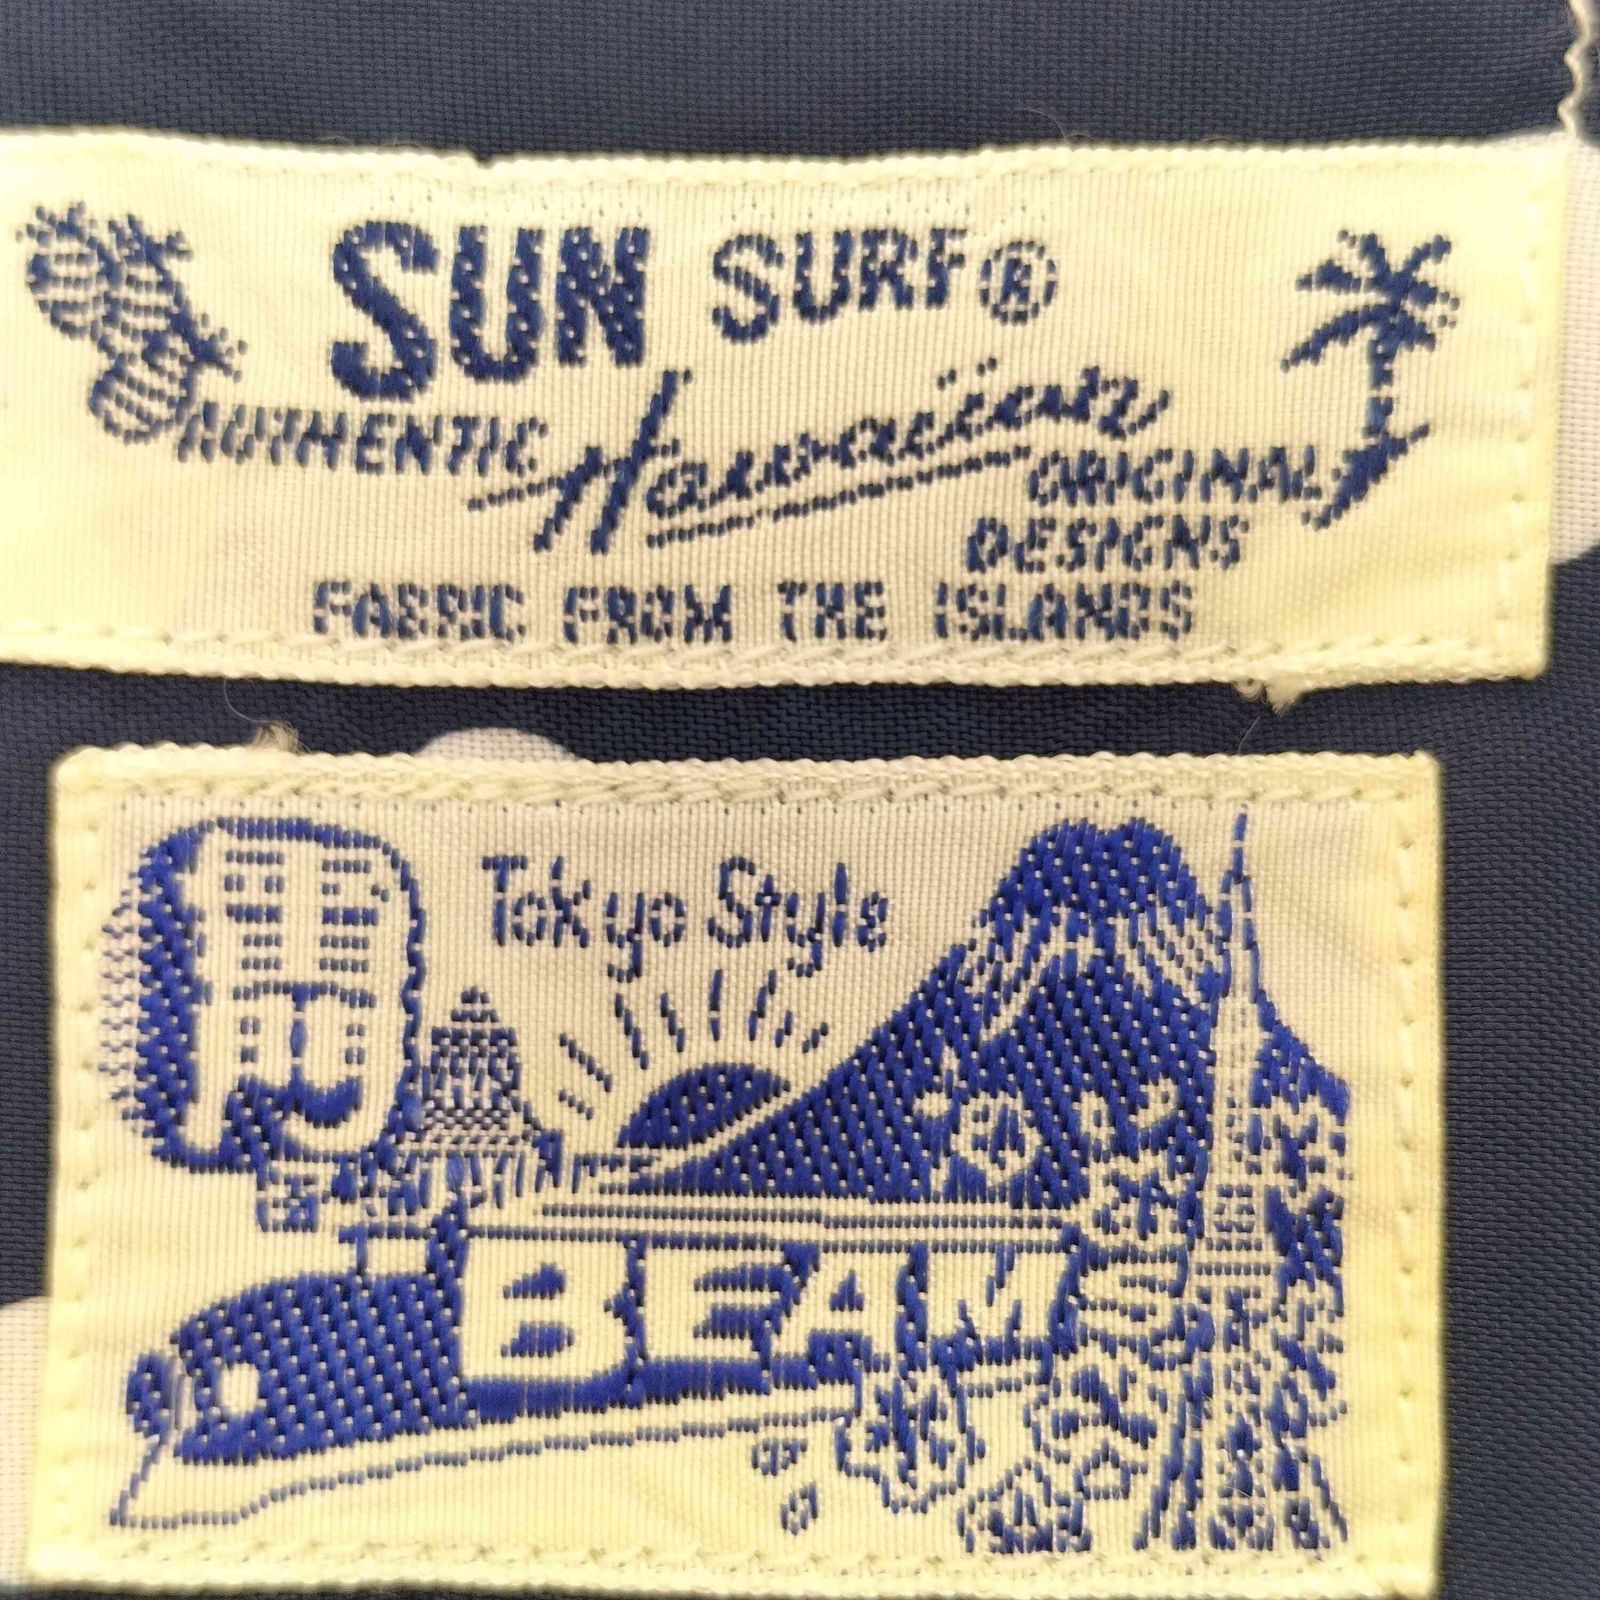 SUN SURF®
AUTHENTIC Hawaiian ORIGINAL
DESIGNS
FABRIC FROM THE ISLANDS
Tokyo Style
BEAMS